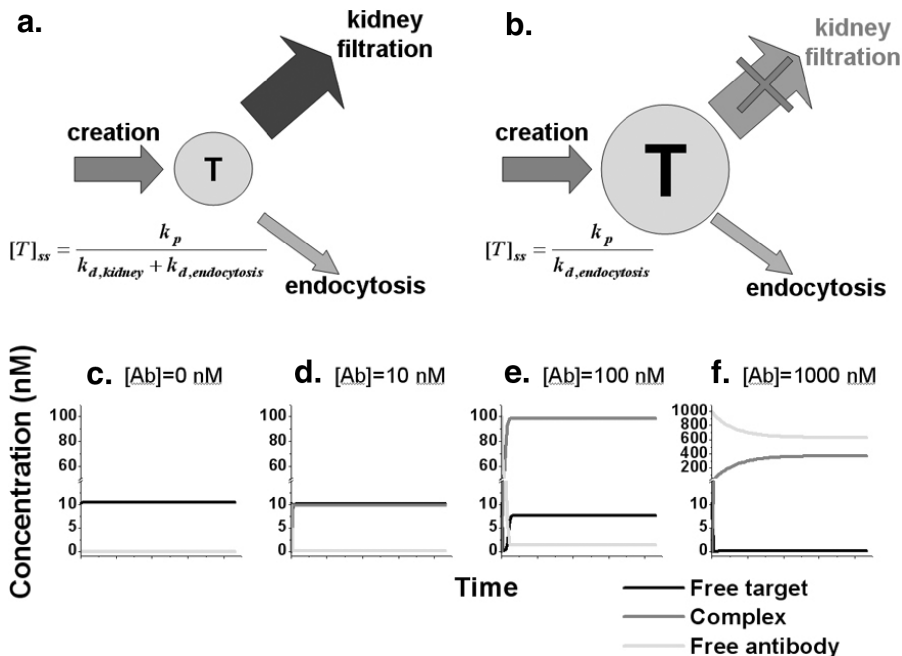 a.
kidney
filtration
creation
T
[T]ss = kp / (kd,kidney + kd,endocytosis)
endocytosis
b.
kidney
filtration
creation
T
[T]ss = kp / kd,endocytosis
endocytosis
Concentration (nM)
c. [Ab]=0 nM
100
80
60
10
5
0
d. [Ab]=10 nM
100
80
60
10
5
0
e. [Ab]=100 nM
100
80
60
10
5
0
f. [Ab]=1000 nM
1000
800
600
400
200
10
5
0
Time
Free target
Complex
Free antibody